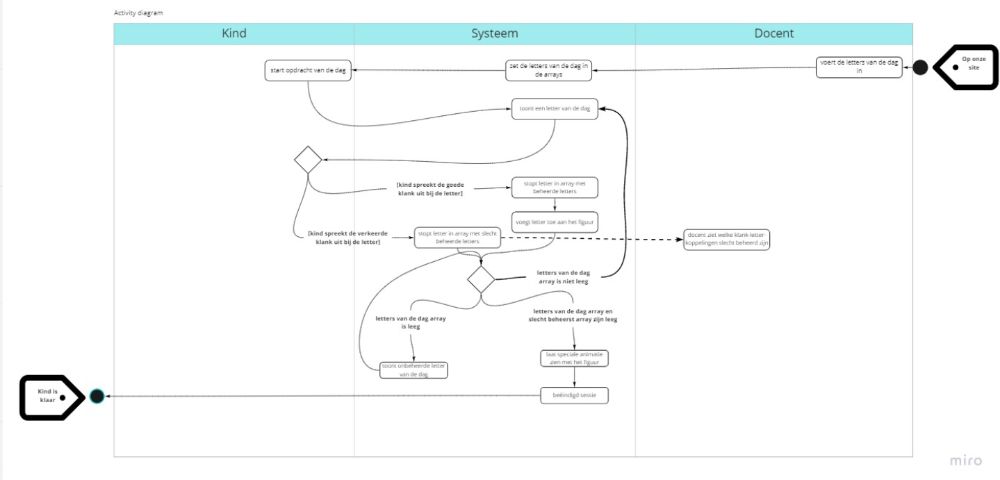 Activity diagram
Kind
Systeem
Docent
start opdracht van de dag
zet de letters van de dag in
de arrays
voert de letters van de dag
in
Op onze
site
toont een letter van de dag
[kind spreekt de goede
klank uit bij de letter]
stopt letter in array met
beheerde letters
voegt letter toe aan het figuur
[kind spreekt de verkeerde
klank uit bij de letter]
stopt letter in array met slecht
beheerde letters
docent ziet welke klank letter
koppelingen slecht beheerd zijn
letters van de dag
array is niet leeg
letters van de dag array
is leeg
letters van de dag array en
slecht beheerst array zijn leeg
toont onbeheerde letter
van de dag
laat speciale animatie
zien met het figuur
beëindigd sessie
Kind is
klaar
miro